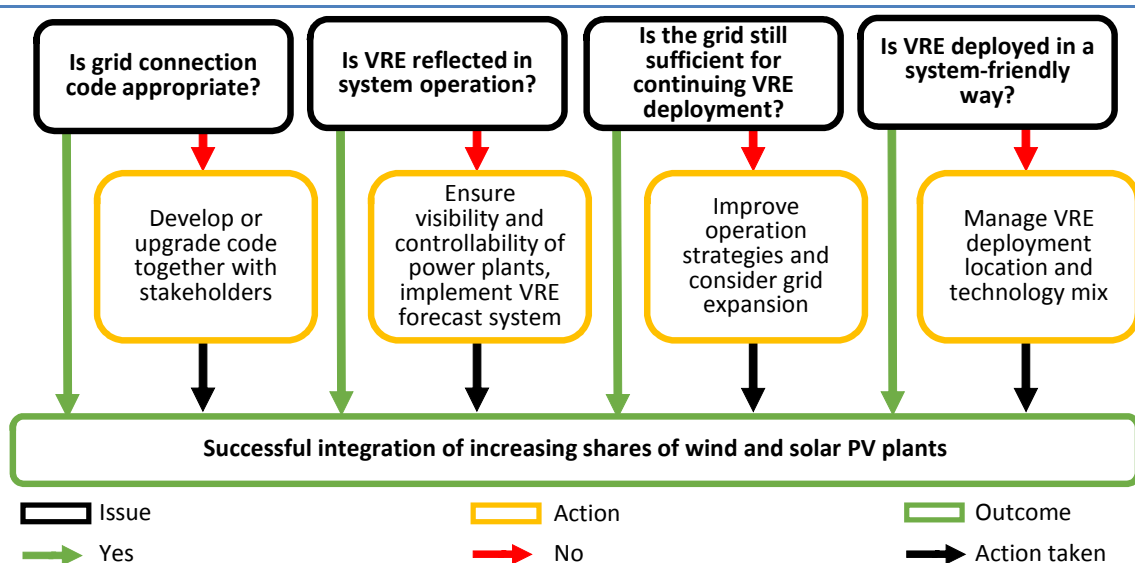 Is grid connection
code appropriate?
Is VRE reflected in
system operation?
Is the grid still
sufficient for
continuing VRE
deployment?
Is VRE deployed in a
system-friendly
way?
Develop or
upgrade code
together with
stakeholders
Ensure
visibility and
controllability of
power plants,
implement VRE
forecast system
Improve
operation
strategies and
consider grid
expansion
Manage VRE
deployment
location and
technology mix
Successful integration of increasing shares of wind and solar PV plants
Issue
Action
Outcome
Yes
No
Action taken